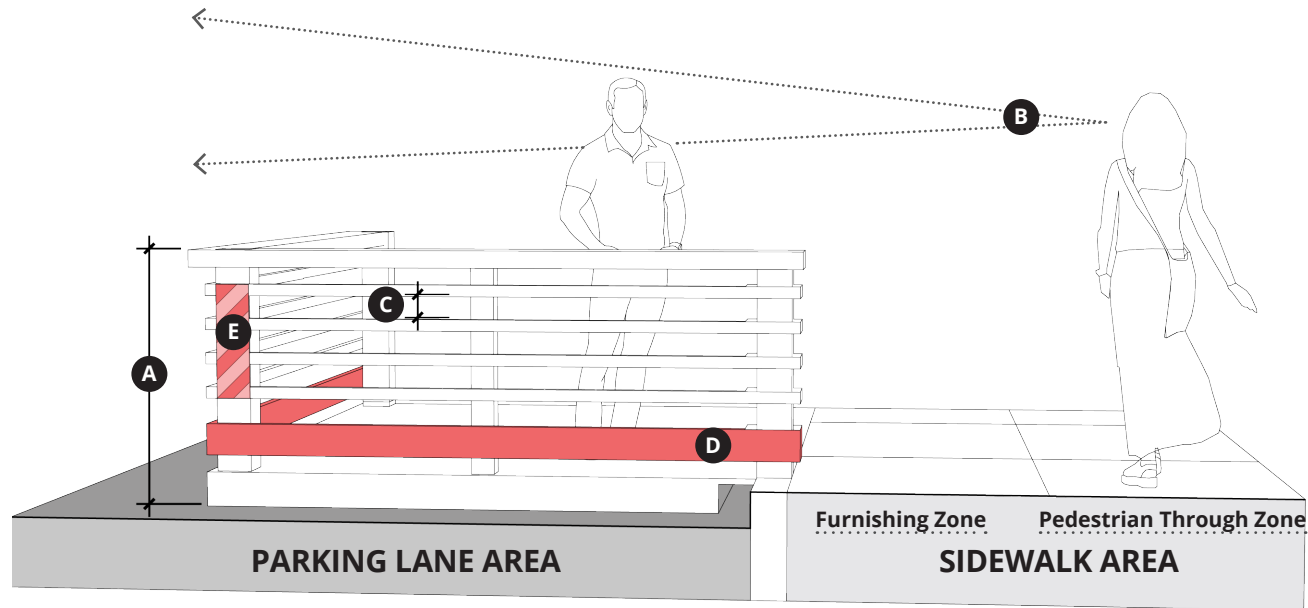 B
C
E
A
D
Furnishing Zone
Pedestrian Through Zone
PARKING LANE AREA
SIDEWALK AREA